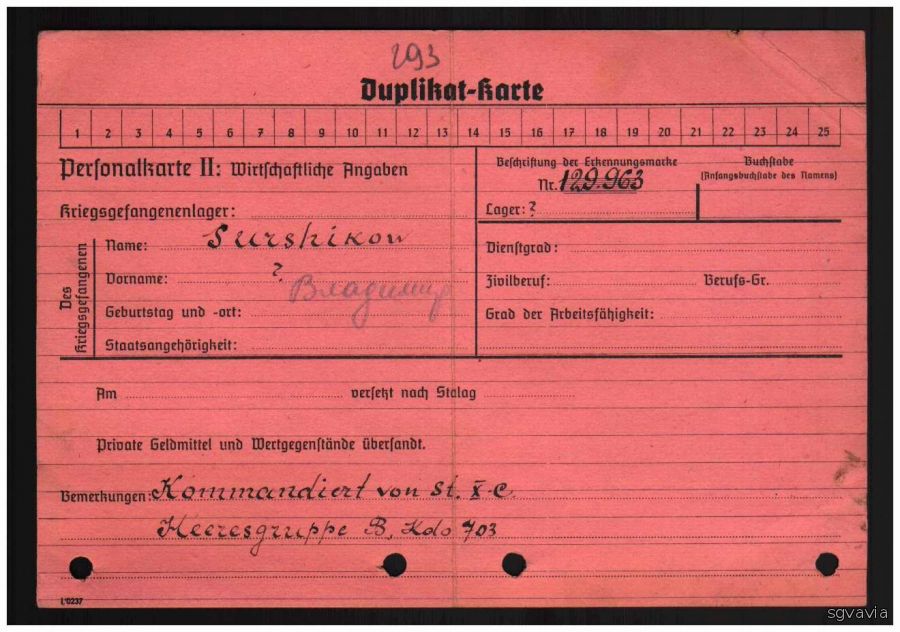 293
Duplikat-Karte
1 2 3 4 5 6 7 8 9 10 11 12 13 14 15 16 17 18 19 20 21 22 23 24 25
Personalkarte II: Wirtschaftliche Angaben
Beschriftung der Erkennungsmarke
Nr. 129.963
Lager: ?
Buchstabe
(Anfangsbuchstabe des Namens)
Kriegsgefangenenlager:
Des Kriegsgefangenen
Name: Surshikow
Vorname: ?
Владимир
Geburtstag und -ort:
Staatsangehörigkeit:
Dienstgrad:
Zivilberuf: Berufs-Gr.
Grad der Arbeitsfähigkeit:
Am versetzt nach Stalag
Private Geldmittel und Wertgegenstände übersandt.
Bemerkungen: Kommandiert von St. X-C
Heeresgruppe B, Kdo 703
L/0237
sgvavia